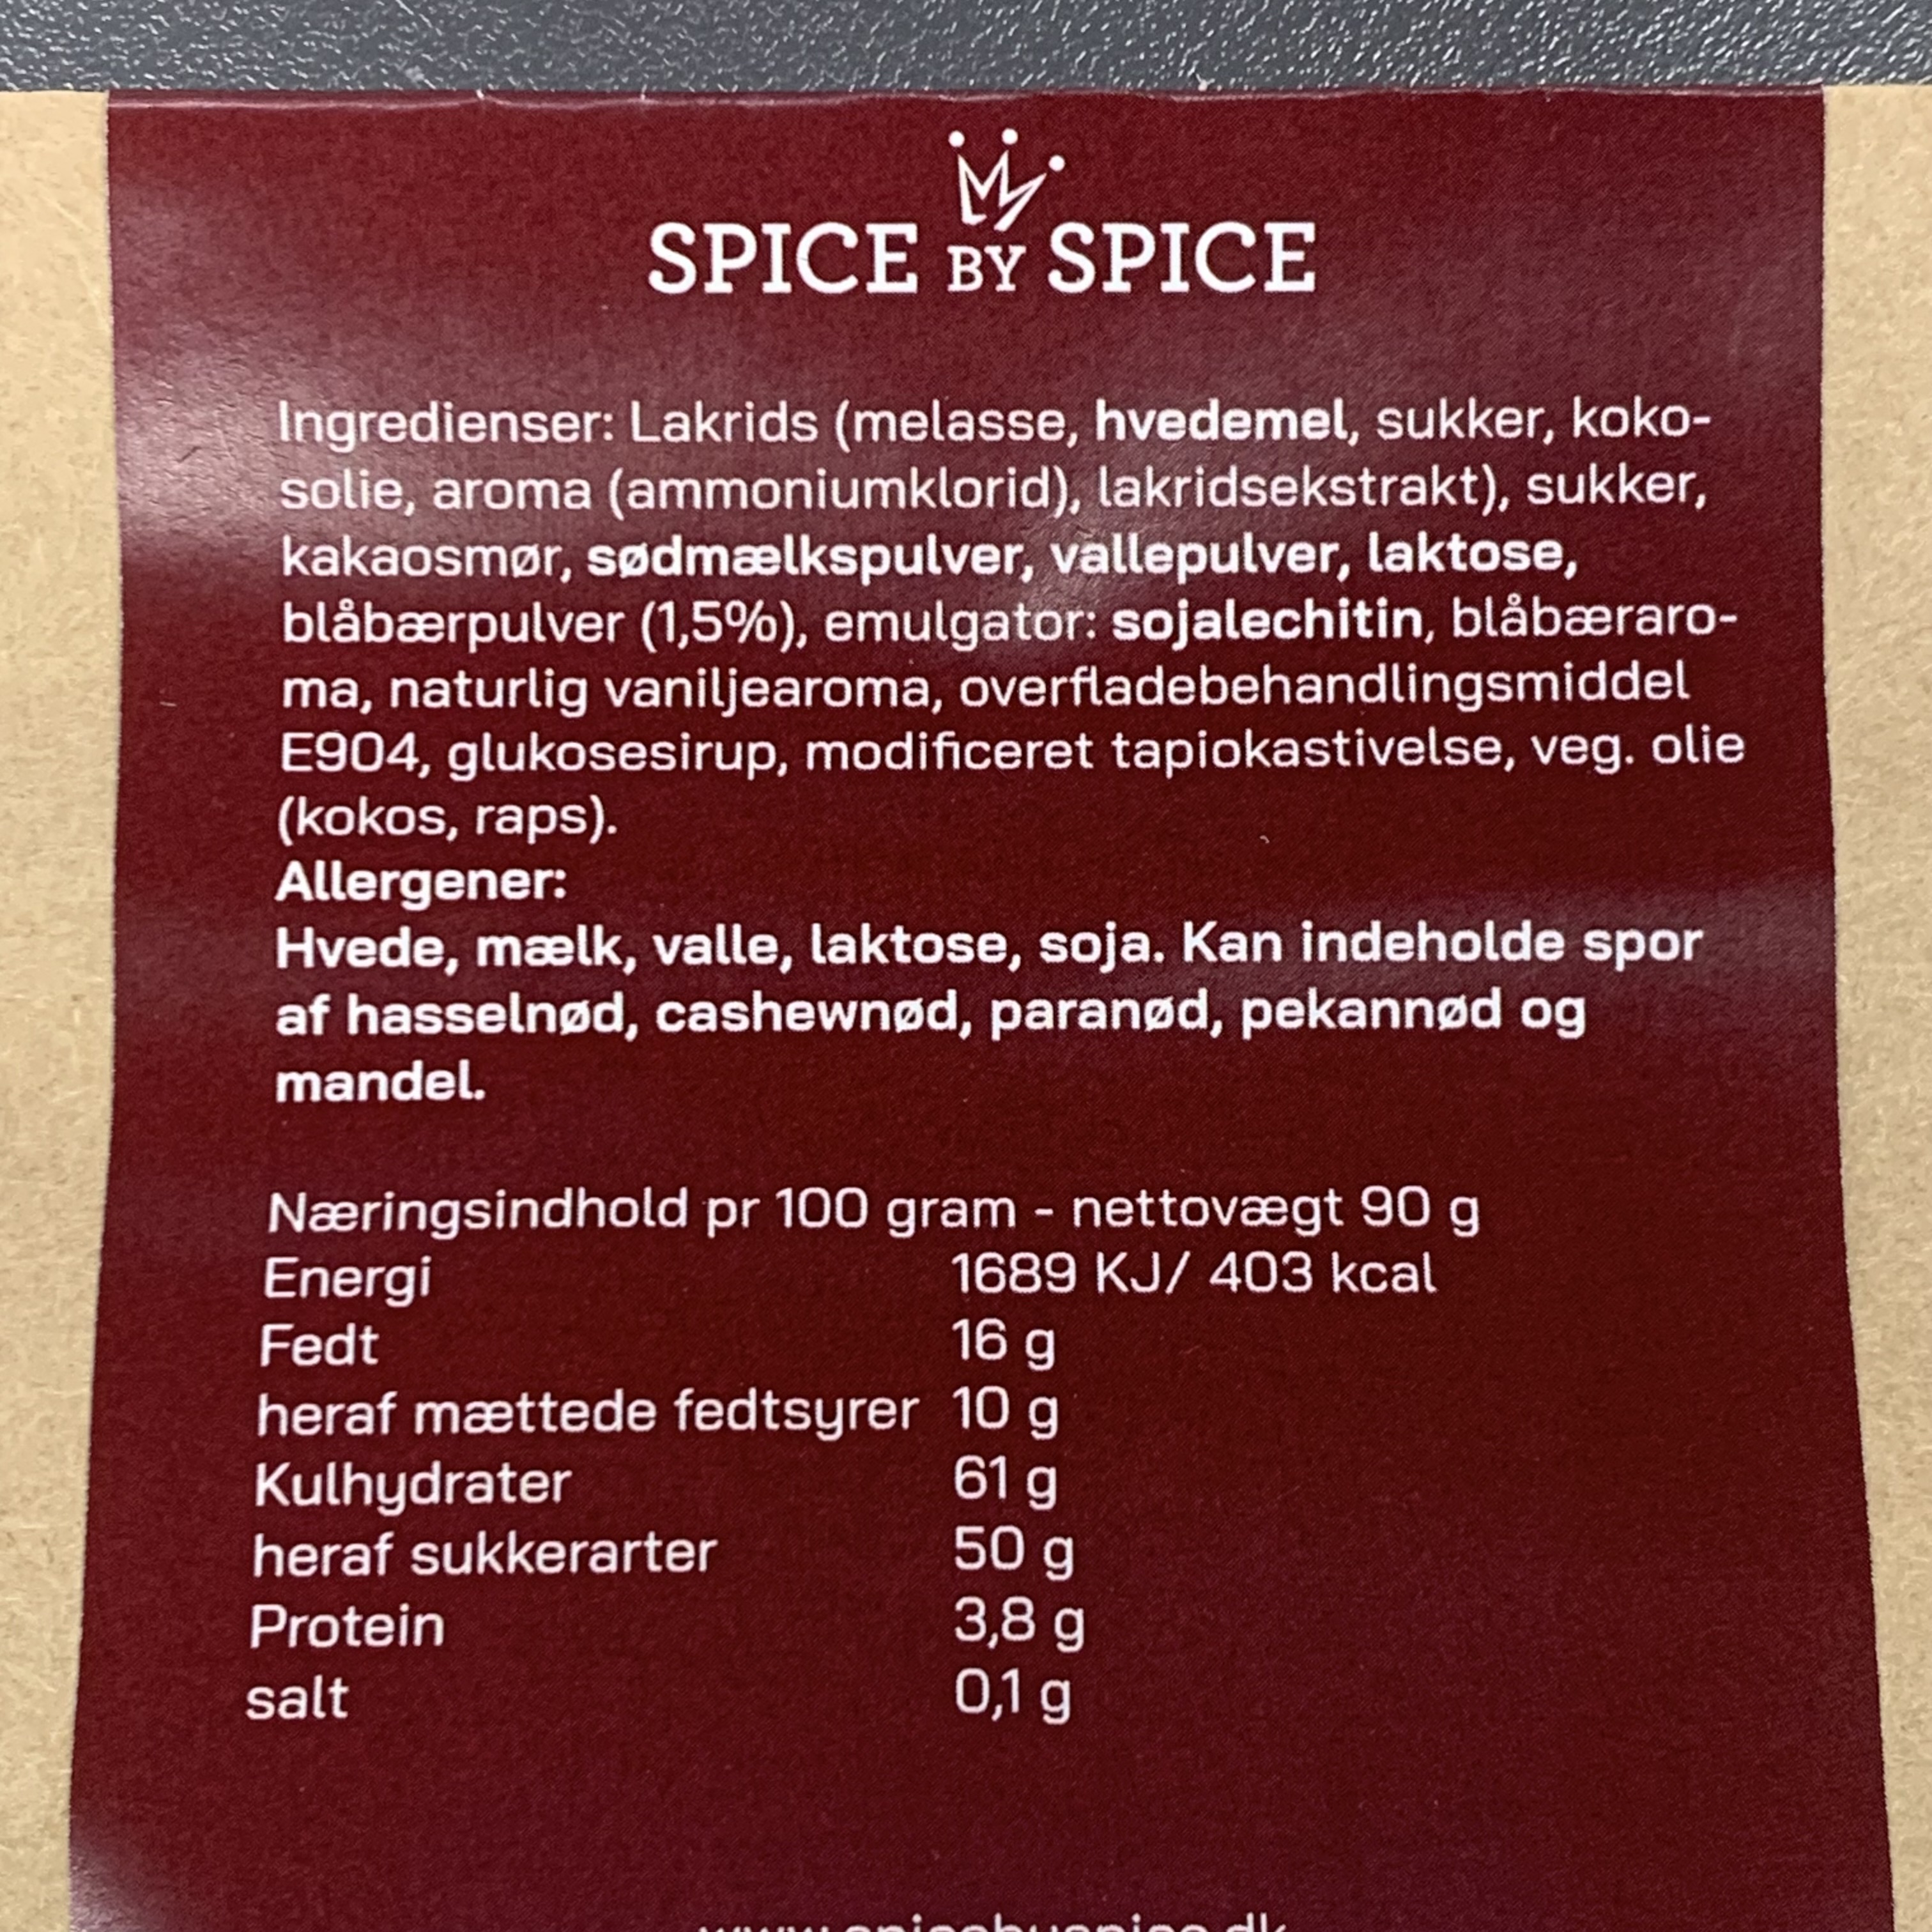 SPICE BY SPICE
Ingredienser: Lakrids (melasse, hvedemel, sukker, koko-
solie, aroma (ammoniumklorid), lakridsekstrakt), sukker,
kakaosmør, sødmælkspulver, vallepulver, laktose,
blåbærpulver (1,5%), emulgator: sojalechitin, blåbæraro-
ma, naturlig vaniljearoma, overfladebehandlingsmiddel
E904, glukosesirup, modificeret tapiokastivelse, veg. olie
(kokos, raps).
Allergener:
Hvede, mælk, valle, laktose, soja. Kan indeholde spor
af hasselnød, cashewnød, paranød, pekannød og
mandel.
Næringsindhold pr 100 gram - nettovægt 90 g
Energi 1689 KJ/ 403 kcal
Fedt 16 g
heraf mættede fedtsyrer 10 g
Kulhydrater 61 g
heraf sukkerarter 50 g
Protein 3,8 g
salt 0,1 g